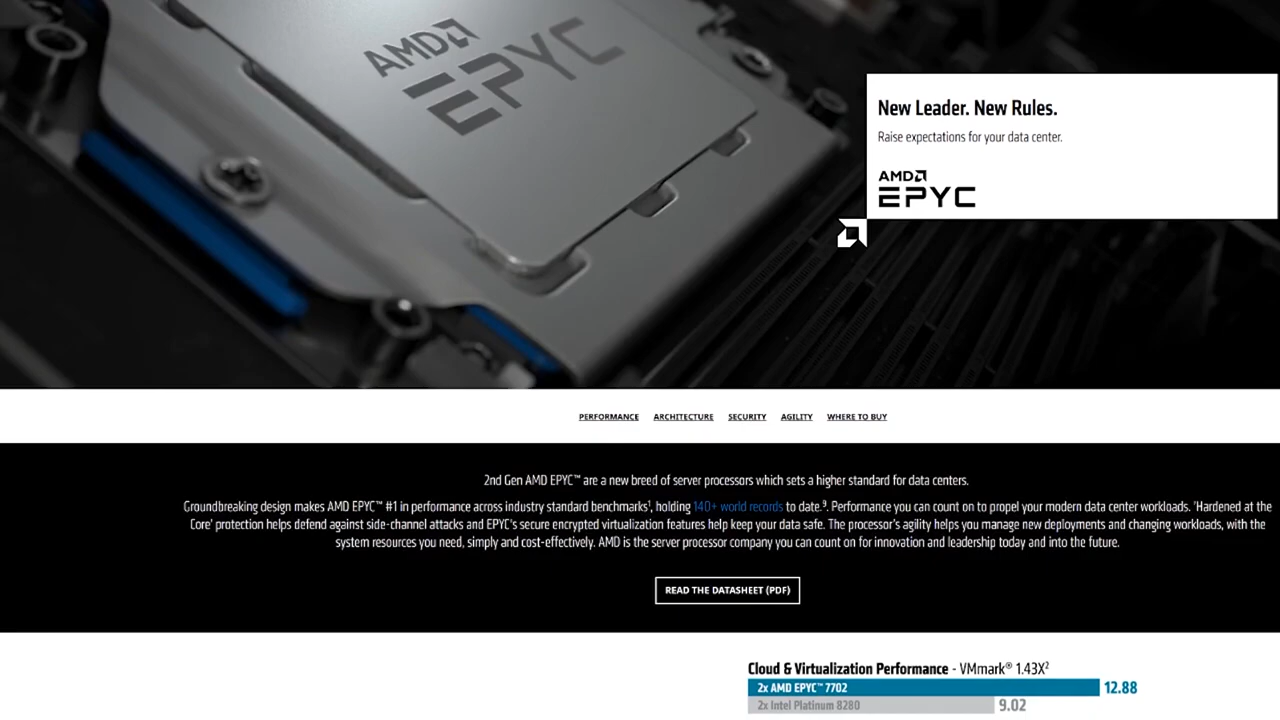 AMD
EPYC
New Leader. New Rules.
Raise expectations for your data center.
AMD
EPYC
PERFORMANCE ARCHITECTURE SECURITY AGILITY WHERE TO BUY
2nd Gen AMD EPYC™ are a new breed of server processors which sets a higher standard for data centers.
Groundbreaking design makes AMD EPYC™ #1 in performance across industry standard benchmarks¹, holding 140+ world records to date.⁹. Performance you can count on to propel your modern data center workloads. 'Hardened at the
Core' protection helps defend against side-channel attacks and EPYC's secure encrypted virtualization features help keep your data safe. The processor's agility helps you manage new deployments and changing workloads, with the
system resources you need, simply and cost-effectively. AMD is the server processor company you can count on for innovation and leadership today and into the future.
READ THE DATASHEET (PDF)
Cloud & Virtualization Performance - VMmark® 1.43X²
2x AMD EPYC™ 7702 12.88
2x Intel Platinum 8280 9.02